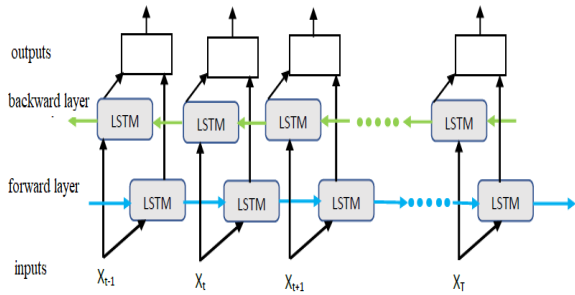 outputs
backward layer
LSTM LSTM LSTM LSTM
forward layer
LSTM LSTM LSTM LSTM
inputs
Xt-1 Xt Xt+1 XT